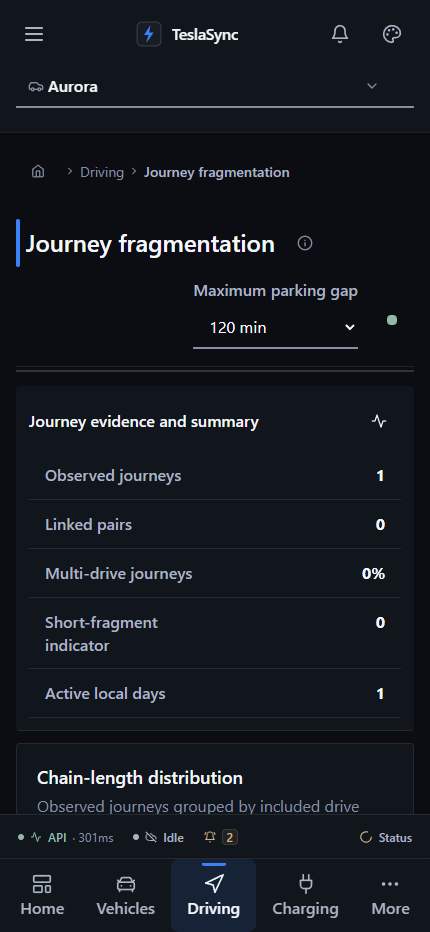 TeslaSync
Aurora
Driving
Journey fragmentation
Journey fragmentation
Maximum parking gap
120 min
Journey evidence and summary
Observed journeys 1
Linked pairs 0
Multi-drive journeys 0%
Short-fragment
indicator 0
Active local days 1
Chain-length distribution
Observed journeys grouped by included drive
API · 301ms Idle 2 Status
Home Vehicles Driving Charging More